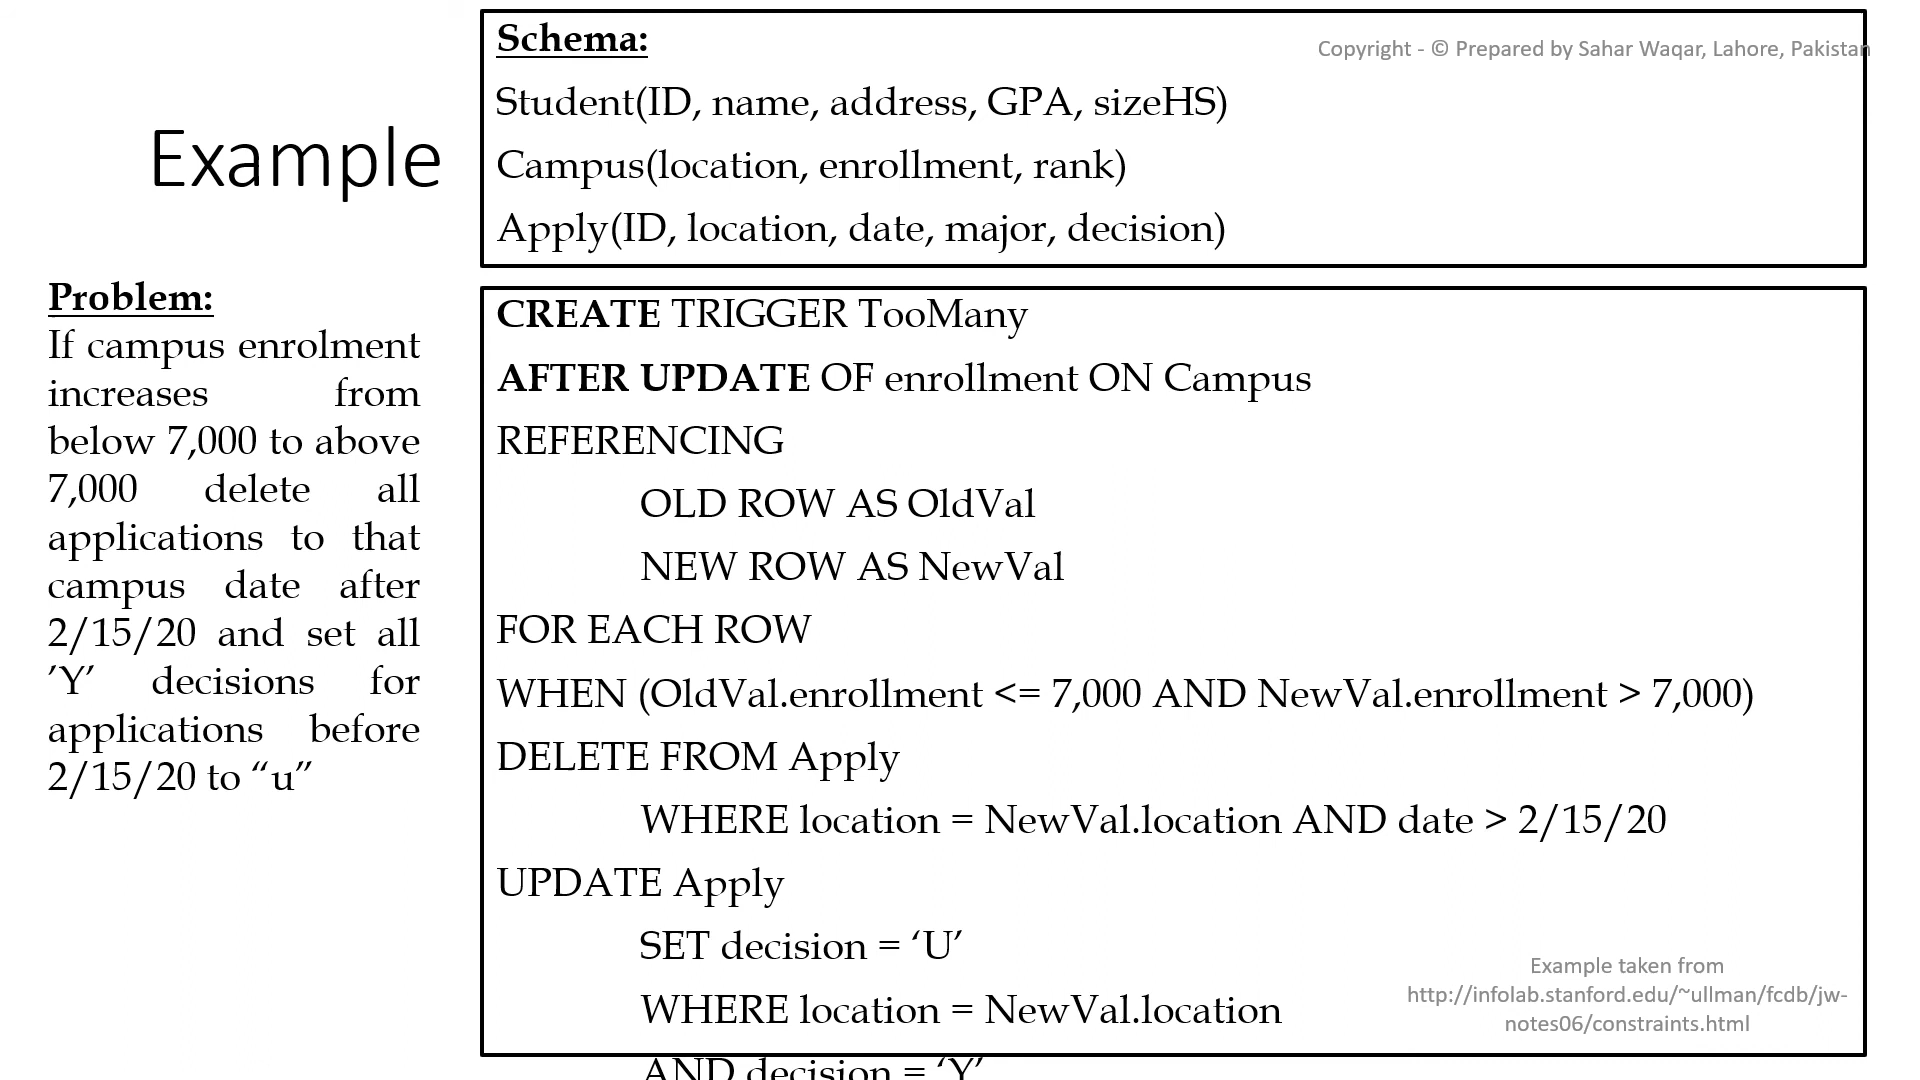 Example
Problem:
If campus enrolment
increases from
below 7,000 to above
7,000 delete all
applications to that
campus date after
2/15/20 and set all
’Y’ decisions for
applications before
2/15/20 to “u”
Schema:
Copyright - © Prepared by Sahar Waqar, Lahore, Pakistan
Student(ID, name, address, GPA, sizeHS)
Campus(location, enrollment, rank)
Apply(ID, location, date, major, decision)
CREATE TRIGGER TooMany
AFTER UPDATE OF enrollment ON Campus
REFERENCING
OLD ROW AS OldVal
NEW ROW AS NewVal
FOR EACH ROW
WHEN (OldVal.enrollment <= 7,000 AND NewVal.enrollment > 7,000)
DELETE FROM Apply
WHERE location = NewVal.location AND date > 2/15/20
UPDATE Apply
SET decision = ‘U’
WHERE location = NewVal.location
AND decision = ‘Y’
Example taken from
http://infolab.stanford.edu/~ullman/fcdb/jw-
notes06/constraints.html